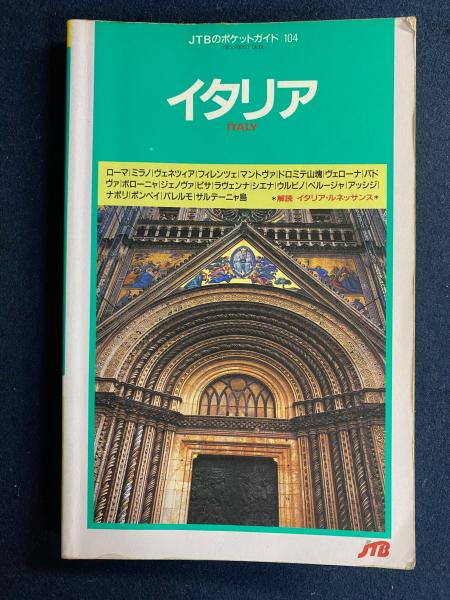 JTBのポケットガイド 104
JTB'S POCKET GUIDE
イタリア
ITALY
ローマ|ミラノ|ヴェネツィア|フィレンツェ|マントヴァ|ドロミテ山塊|ヴェローナ|パド
ヴァ|ボローニャ|ジェノヴァ|ピサ|ラヴェンナ|シエナ|ウルビノ|ペルージャ|アッシジ|
ナポリ|ポンペイ|パレルモ|サルデーニャ島 *解説 イタリア・ルネッサンス*
JTB